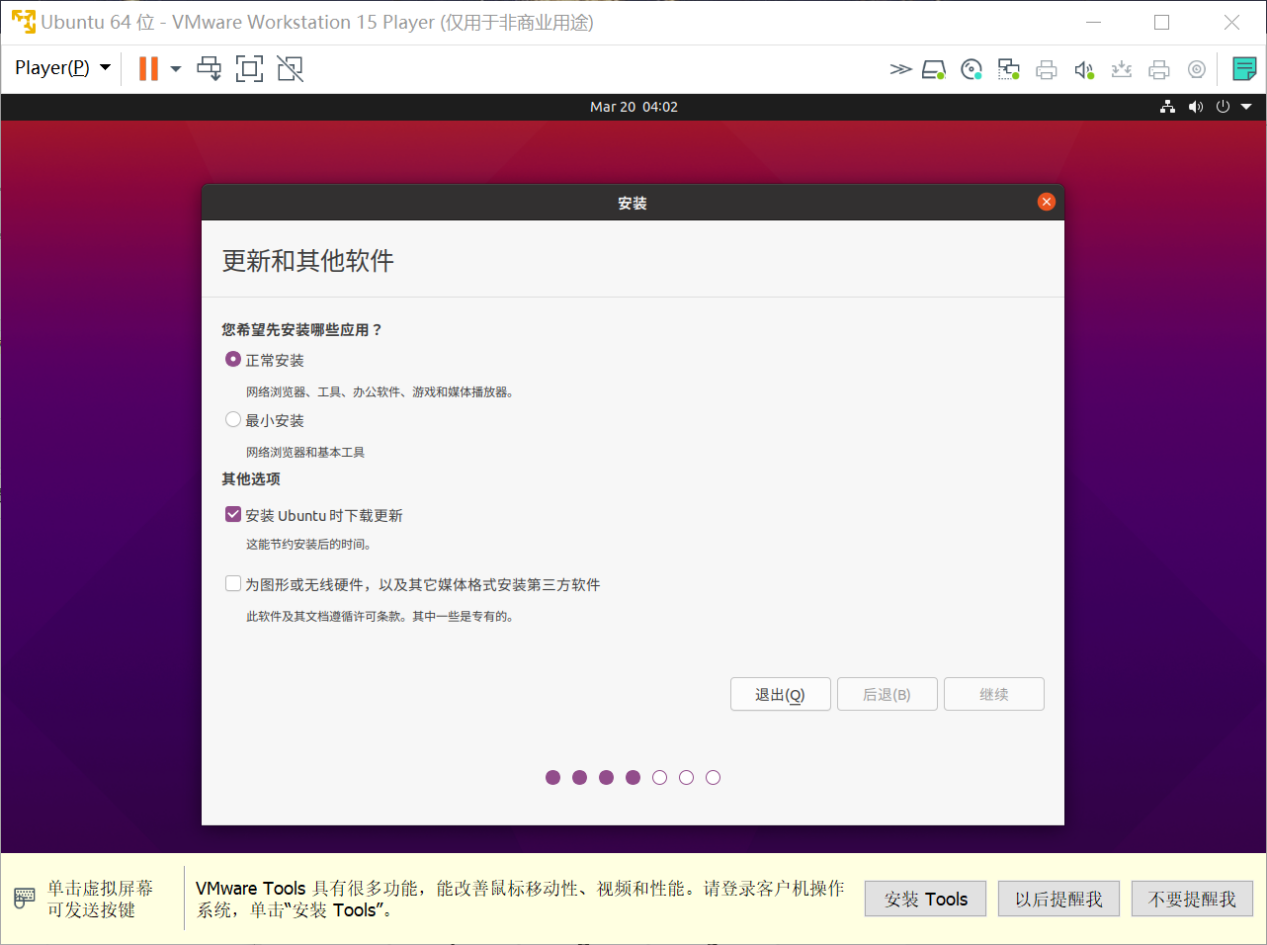 Ubuntu 64 位 - VMware Workstation 15 Player (仅用于非商业用途)
Player(P)
Mar 20 04:02
安装
更新和其他软件
您希望先安装哪些应用？
正常安装
网络浏览器、工具、办公软件、游戏和媒体播放器。
最小安装
网络浏览器和基本工具
其他选项
安装 Ubuntu 时下载更新
这能节约安装后的时间。
为图形或无线硬件，以及其它媒体格式安装第三方软件
此软件及其文档遵循许可条款。其中一些是专有的。
退出(Q) 后退(B) 继续
单击虚拟屏幕
可发送按键
VMware Tools 具有很多功能，能改善鼠标移动性、视频和性能。请登录客户机操作
系统，单击“安装 Tools”。
安装 Tools 以后提醒我 不要提醒我